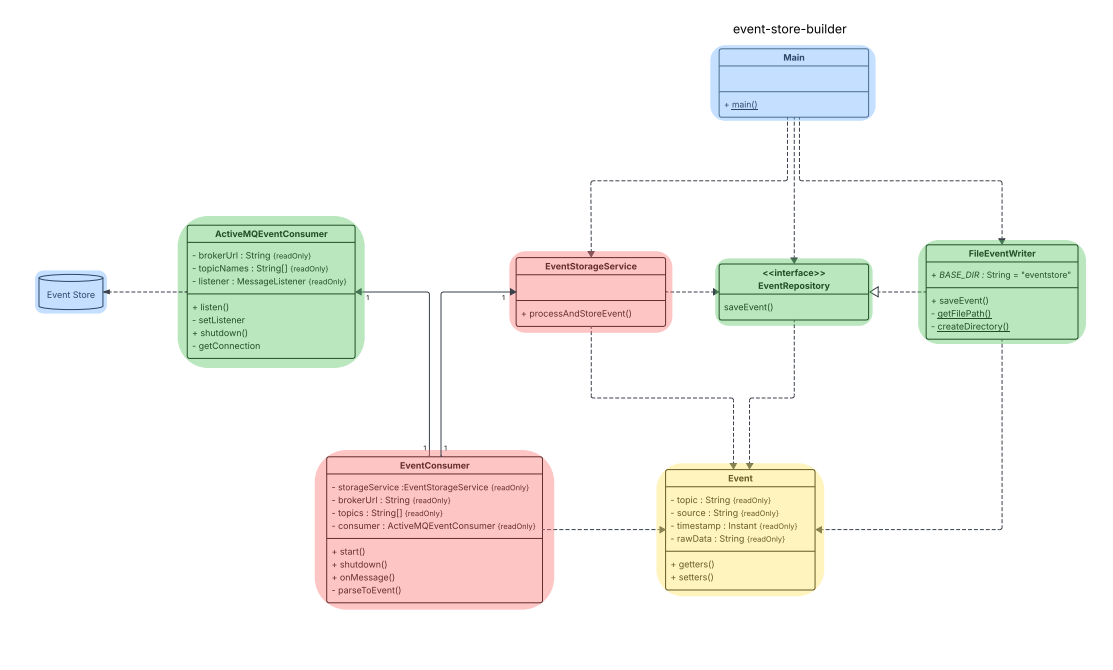 event-store-builder
Main
+ main()
ActiveMQEventConsumer
- brokerUrl : String {readOnly}
- topicNames : String[] {readOnly}
- listener : MessageListener {readOnly}
+ listen()
- setListener
+ shutdown()
- getConnection
Event Store
EventStorageService
+ processAndStoreEvent()
<<interface>>
EventRepository
saveEvent()
FileEventWriter
+ BASE_DIR : String = "eventstore"
+ saveEvent()
- getFilePath()
- createDirectory()
1
1
1
1
EventConsumer
- storageService :EventStorageService {readOnly}
- brokerUrl : String {readOnly}
- topics : String[] {readOnly}
- consumer : ActiveMQEventConsumer {readOnly}
+ start()
+ shutdown()
+ onMessage()
- parseToEvent()
Event
- topic : String {readOnly}
- source : String {readOnly}
- timestamp : Instant {readOnly}
- rawData : String {readOnly}
+ getters()
+ setters()